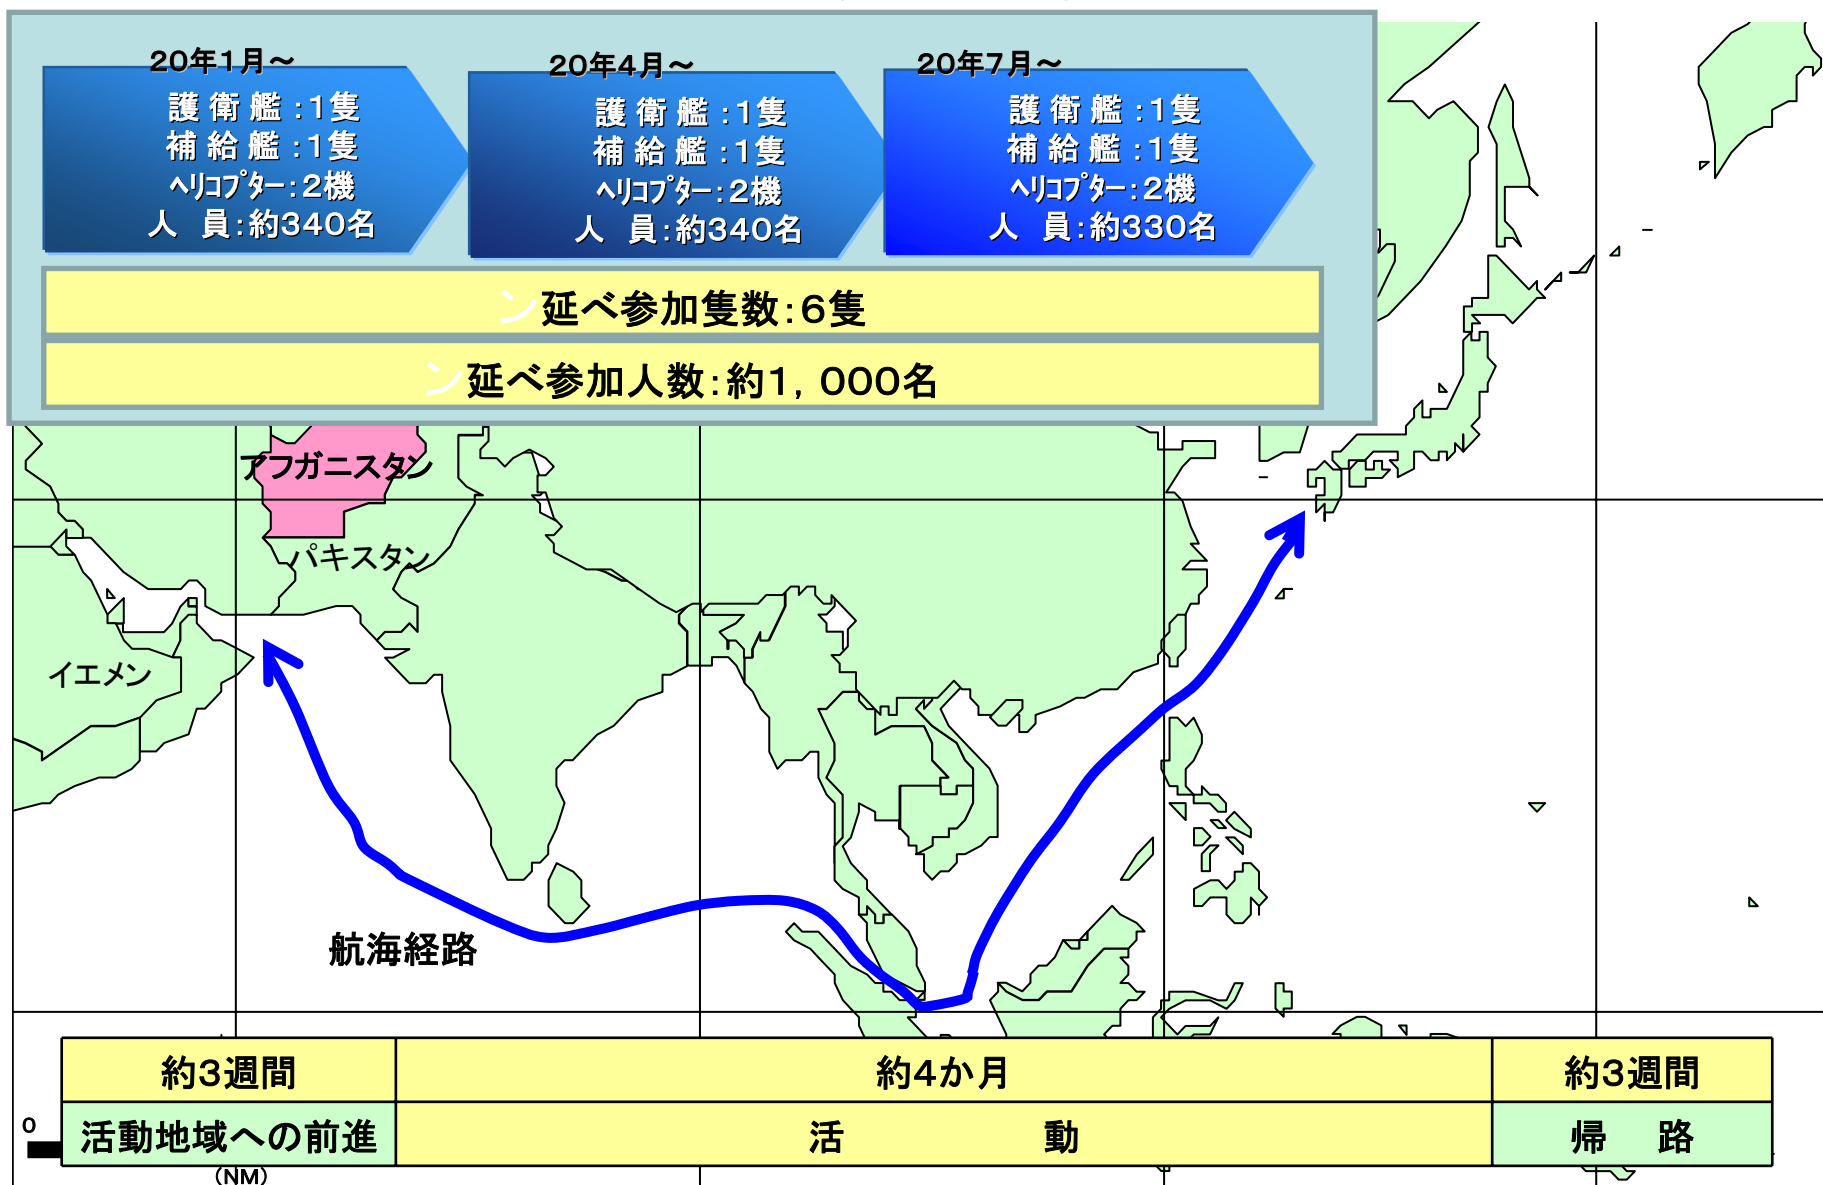 20年1月～
護衛艦：1隻
補給艦：1隻
ﾍﾘｺﾌﾟﾀｰ：2機
人　員：約340名
20年4月～
護衛艦：1隻
補給艦：1隻
ﾍﾘｺﾌﾟﾀｰ：2機
人　員：約340名
20年7月～
護衛艦：1隻
補給艦：1隻
ﾍﾘｺﾌﾟﾀｰ：2機
人　員：約330名
ン延べ参加隻数：6隻
ン延べ参加人数：約1，000名
アフガニスタン
パキスタン
イエメン
航海経路
約3週間
約4か月
約3週間
活動地域への前進
活　動
帰　路
0
(NM)